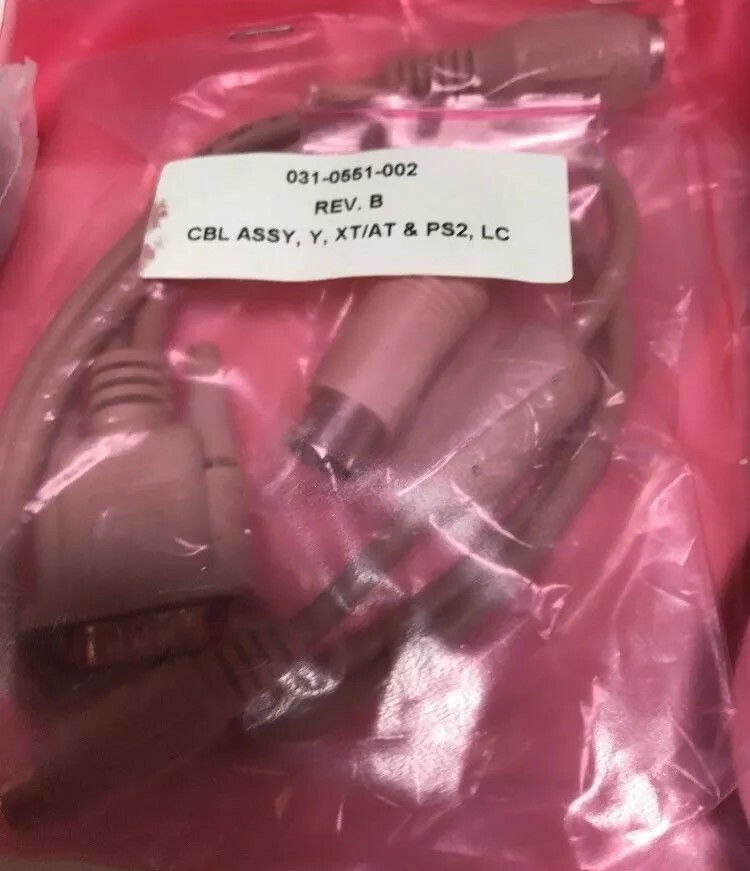 031-0551-002
REV. B
CBL ASSY, Y, XT/AT & PS2, LC